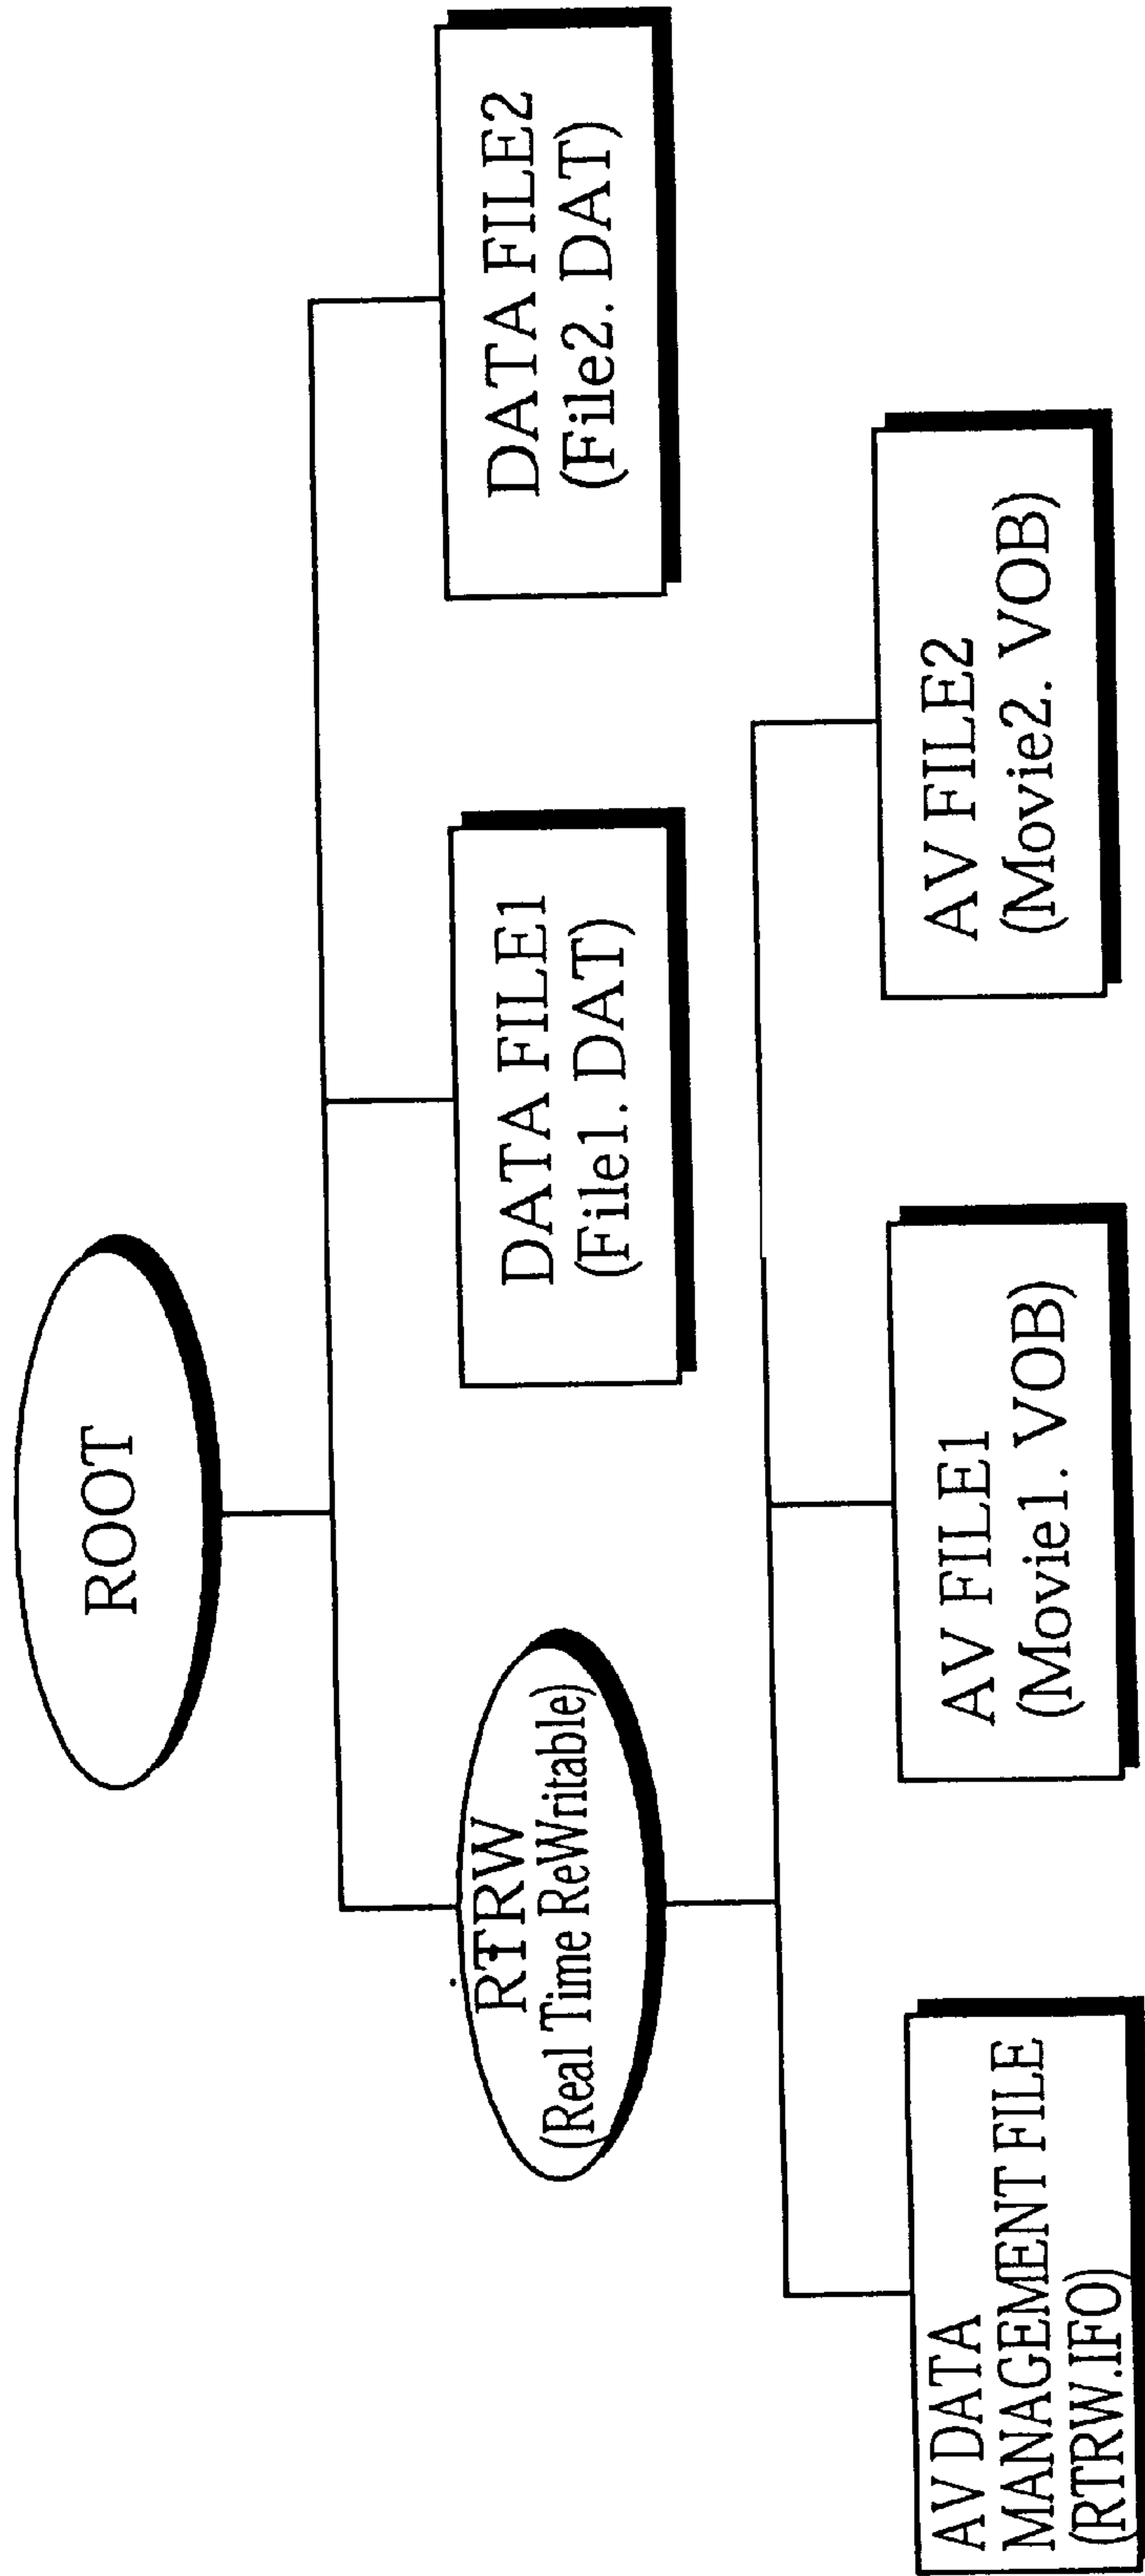 ROOT
RTRW
(Real Time ReWritable)
DATA FILE1
(File1. DAT)
DATA FILE2
(File2. DAT)
AV DATA
MANAGEMENT FILE
(RTRW.IFO)
AV FILE1
(Movie1. VOB)
AV FILE2
(Movie2. VOB)